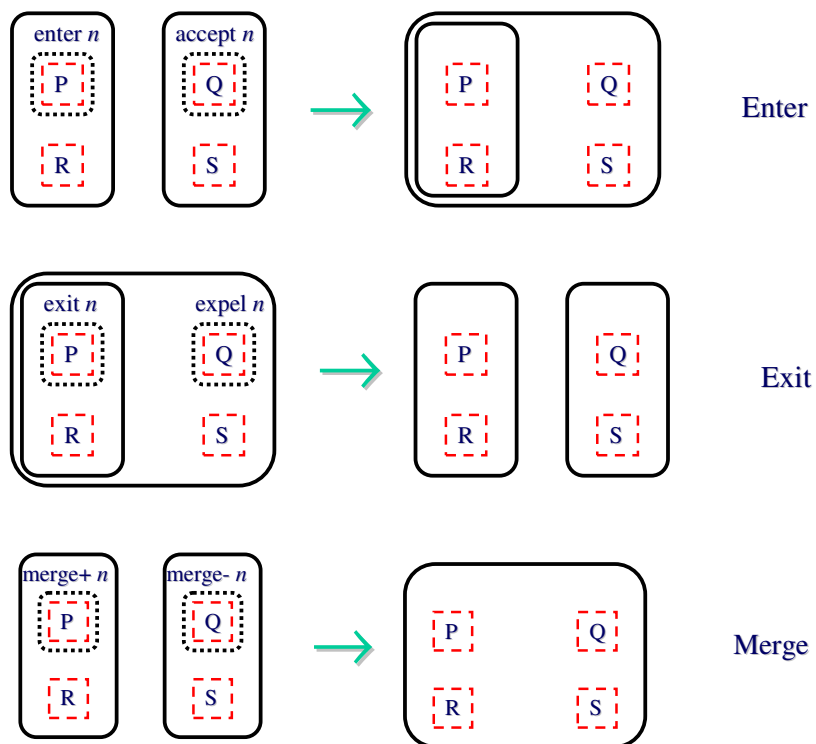 enter n accept n
P Q P Q Enter
R S R S
exit n expel n
P Q P Q Exit
R S R S
merge+ n merge- n
P Q P Q Merge
R S R S